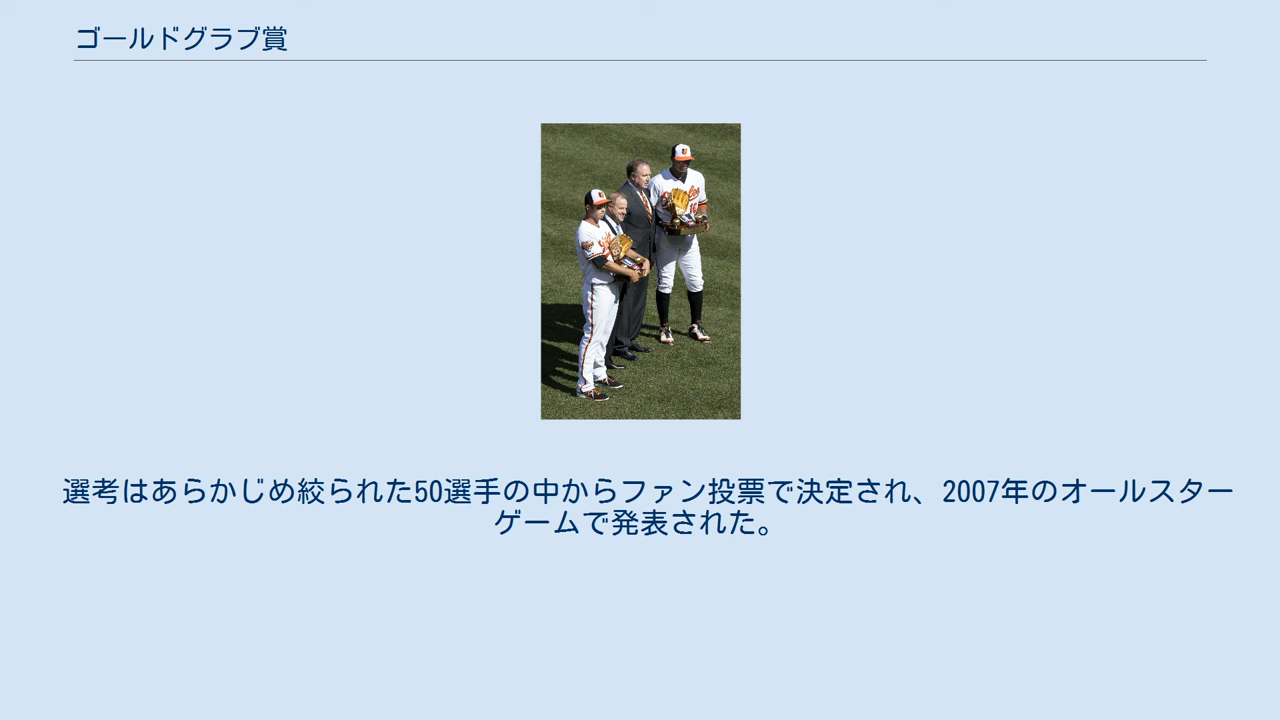 ゴールドグラブ賞
選考はあらかじめ絞られた50選手の中からファン投票で決定され、2007年のオールスター
ゲームで発表された。